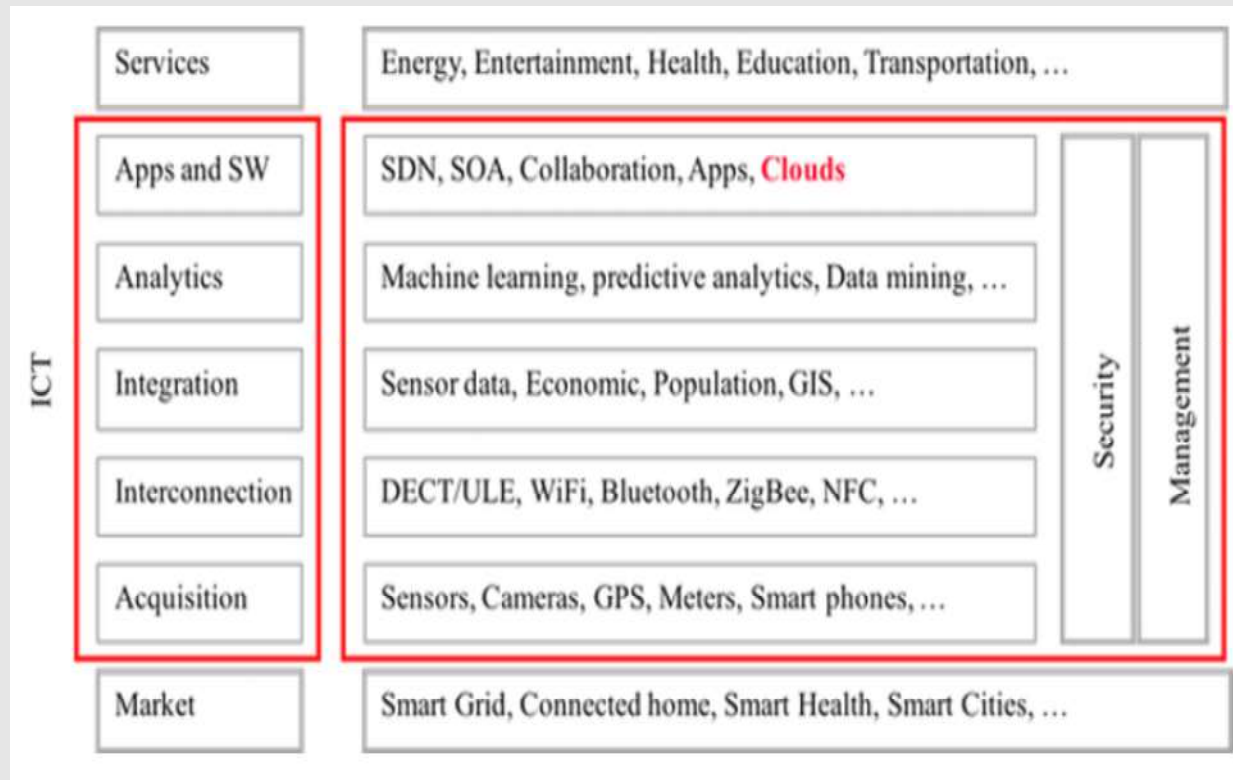 Services
Energy, Entertainment, Health, Education, Transportation, …
Apps and SW
SDN, SOA, Collaboration, Apps, Clouds
Analytics
Machine learning, predictive analytics, Data mining, …
Integration
Sensor data, Economic, Population, GIS, …
Interconnection
DECT/ULE, WiFi, Bluetooth, ZigBee, NFC, …
Acquisition
Sensors, Cameras, GPS, Meters, Smart phones, …
Market
Smart Grid, Connected home, Smart Health, Smart Cities, …
ICT
Security
Management